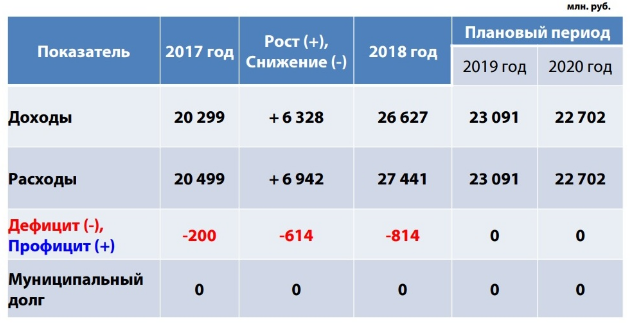 млн. руб.
Показатель 2017 год Рост (+), Снижение (-) 2018 год Плановый период
2019 год 2020 год
Доходы 20 299 + 6 328 26 627 23 091 22 702
Расходы 20 499 + 6 942 27 441 23 091 22 702
Дефицит (-),
Профицит (+) -200 -614 -814 0 0
Муниципальный
долг 0 0 0 0 0